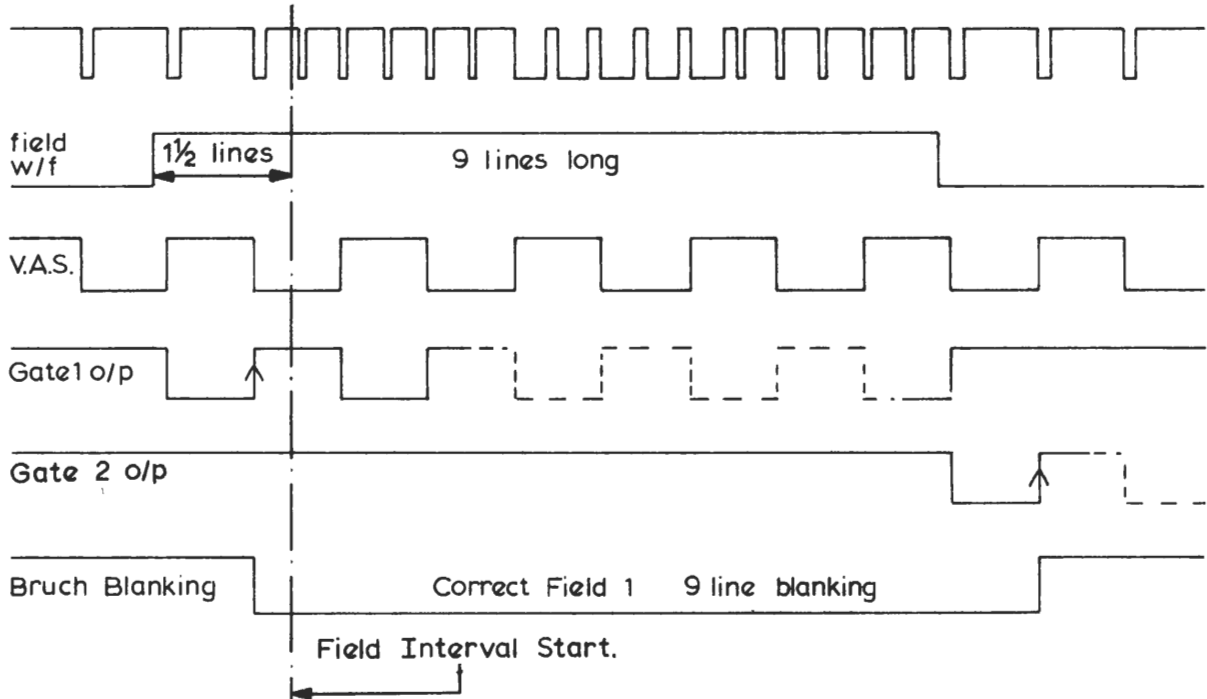 field
w/f
1½ lines
9 lines long
V.A.S.
Gate1 o/p
Gate 2 o/p
Bruch Blanking
Correct Field 1 9 line blanking
Field Interval Start.